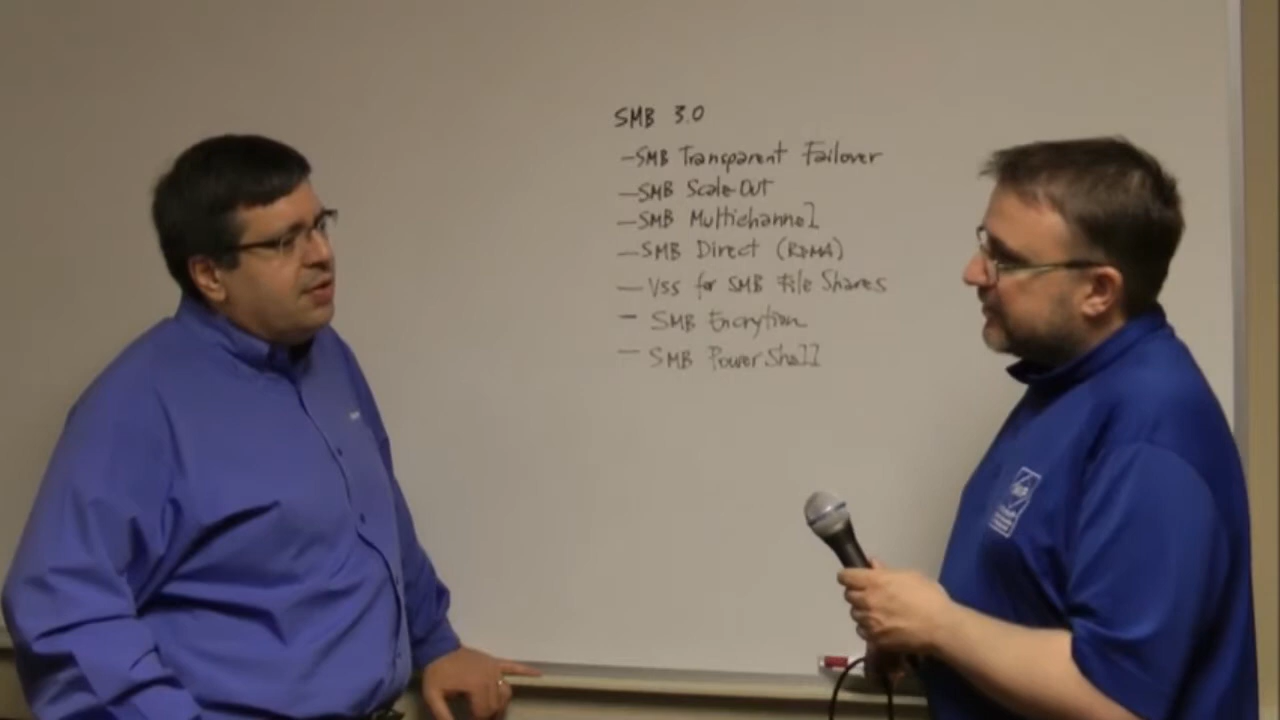 SMB 3.0
-SMB Transparent Failover
-SMB Scale-Out
-SMB Multichannel
-SMB Direct (RDMA)
- VSS for SMB File Shares
- SMB Encrytion
- SMB PowerShell